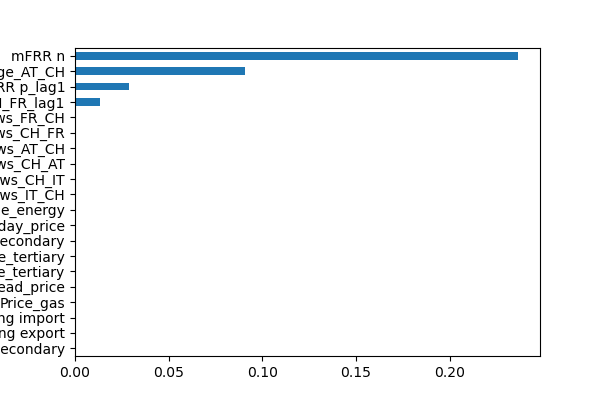 mFRR n
ge_AT_CH
RR p_lag1
_FR_lag1
ws_FR_CH
ws_CH_FR
ws_AT_CH
ws_CH_AT
ws_CH_IT
ws_IT_CH
e_energy
day_price
econdary
e_tertiary
e_tertiary
ead_price
Price_gas
ng import
ng export
econdary
0.00 0.05 0.10 0.15 0.20